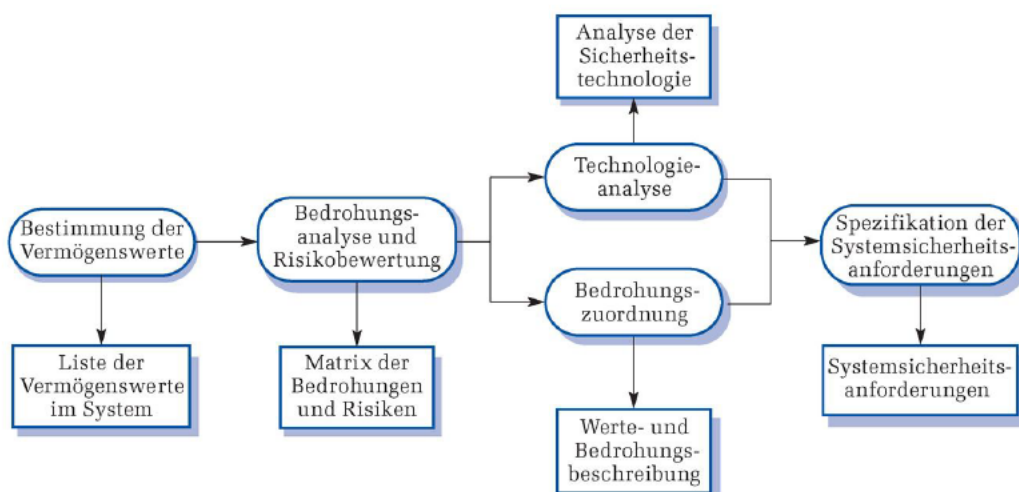 Analyse der
Sicherheits-
technologie
Technologie-
analyse
Bestimmung der
Vermögenswerte
Bedrohungs-
analyse und
Risikobewertung
Spezifikation der
Systemsicherheits-
anforderungen
Bedrohungs-
zuordnung
Liste der
Vermögenswerte
im System
Matrix der
Bedrohungen
und Risiken
Systemsicherheits-
anforderungen
Werte- und
Bedrohungs-
beschreibung